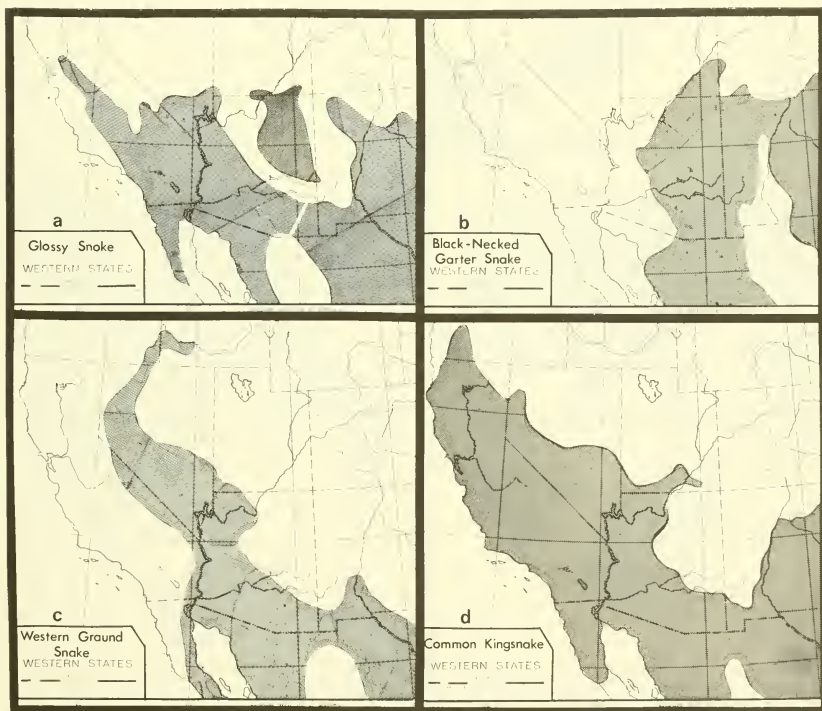 a
Glossy Snake
WESTERN STATES
b
Black-Necked
Garter Snake
WESTERN STATES
c
Western Ground
Snake
WESTERN STATES
d
Common Kingsnake
WESTERN STATES